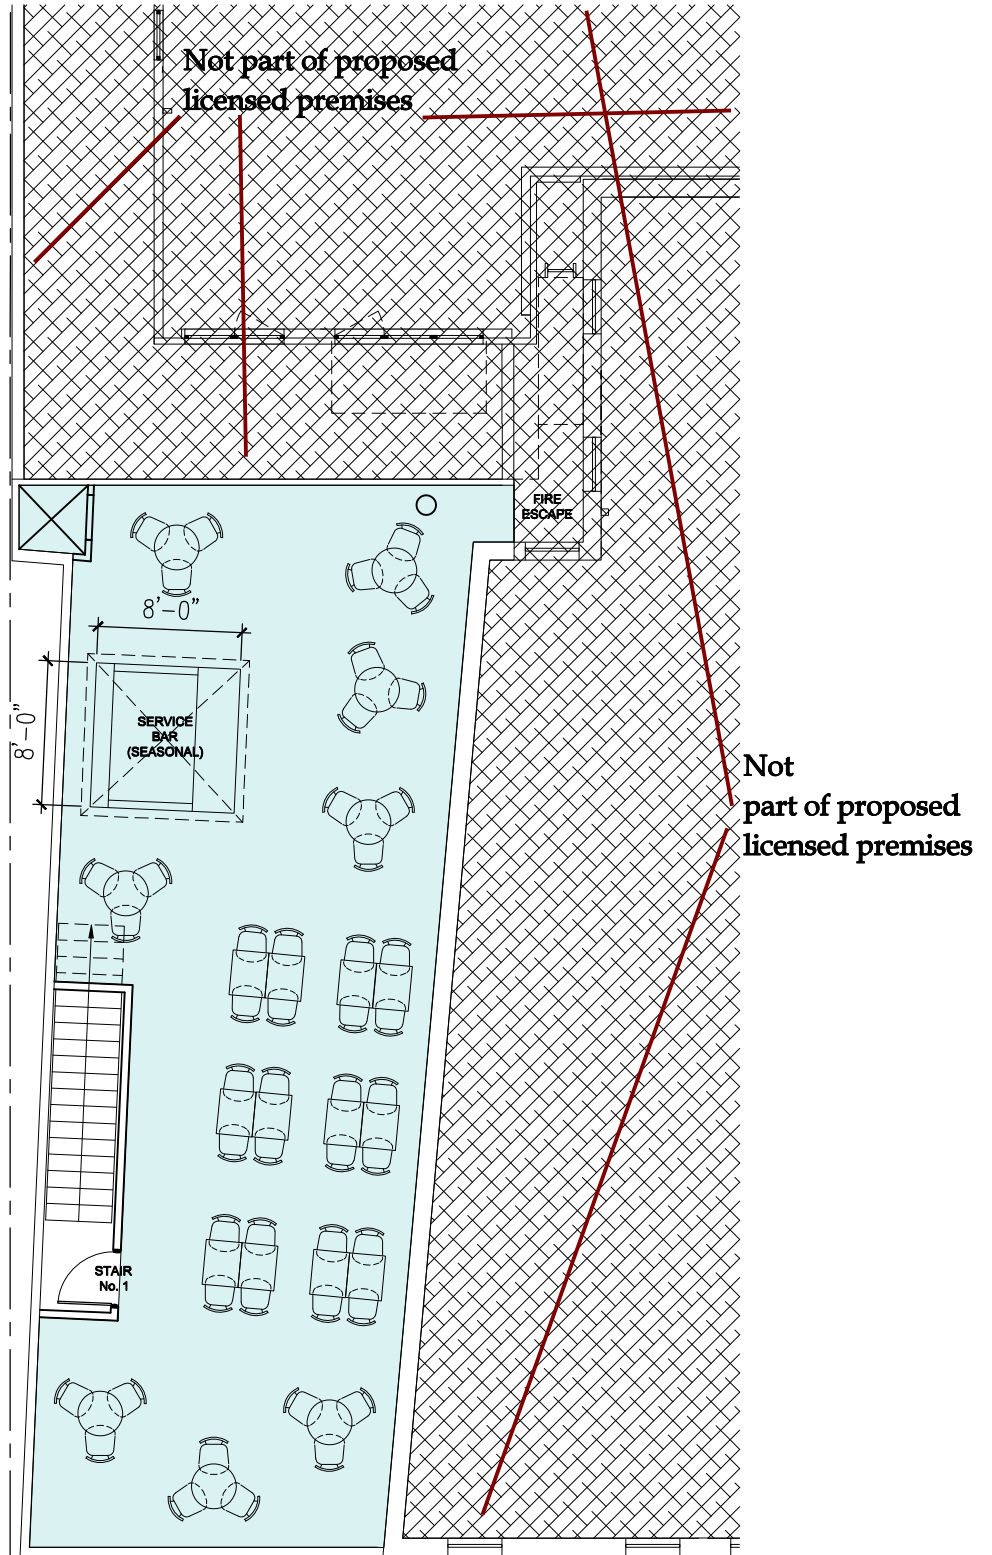 Not part of proposed
licensed premises
FIRE
ESCAPE
8'-0"
8'-0"
SERVICE
BAR
(SEASONAL)
Not
part of proposed
licensed premises
STAIR
No. 1